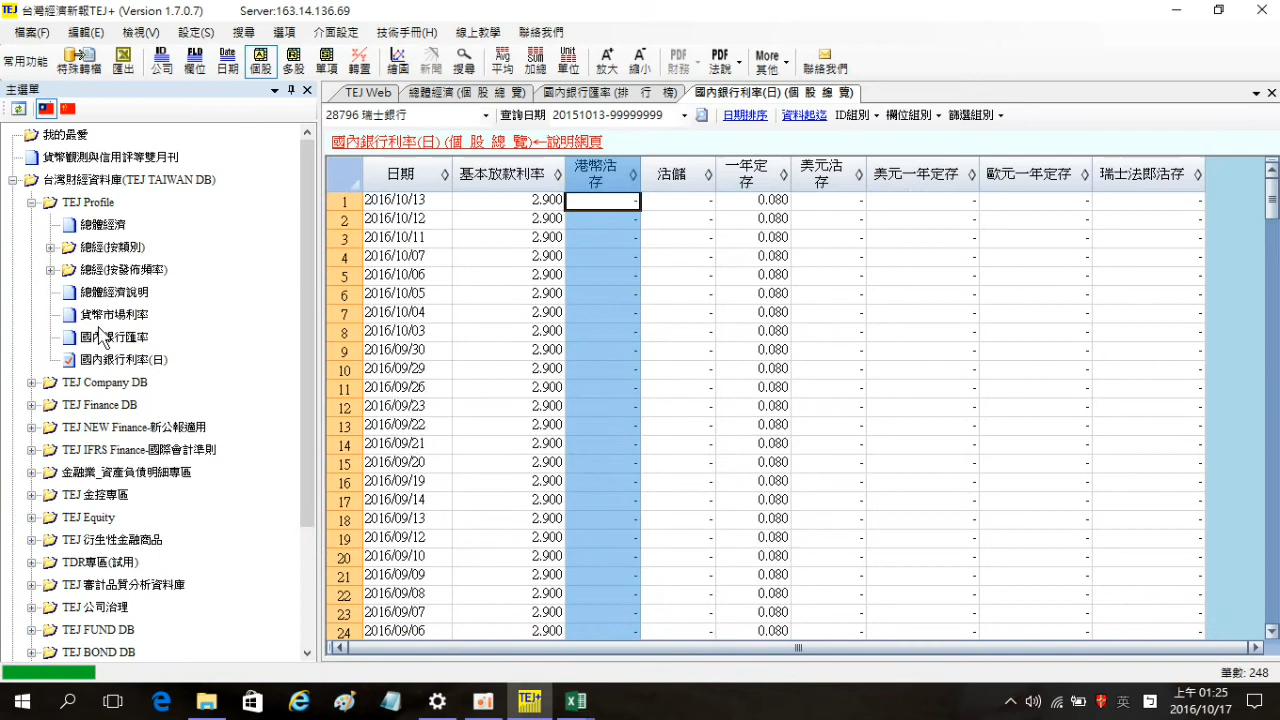 台灣經濟新報TEJ+ (Version 1.7.0.7) Server:163.14.136.69
檔案(F) 編輯(E) 檢視(V) 設定(S) 搜尋 選項 介面設定 技術手冊(H) 線上教學 聯絡我們
常用功能 特殊轉檔 匯出 公司 欄位 日期 個股 多股 單項 轉置 繪圖 新聞 搜尋 平均 加總 單位 放大 縮小 財務 法說 其他 聯絡我們
ID FLD Date Avg SUM Unit A+ A- PDF PDF More
主選單
TEJ Web 總體經濟 (個 股 總 覽) 國內銀行匯率 (排 行 榜) 國內銀行利率(日) (個 股 總 覽)
28796 瑞士銀行 查詢日期 20151013-99999999 日期排序 資料起迄 ID組別 欄位組別 篩選組別
國內銀行利率(日) (個 股 總 覽)←說明網頁
我的最愛
貨幣觀測與信用評等雙月刊
台灣財經資料庫(TEJ TAIWAN DB)
TEJ Profile
總體經濟
總經(按類別)
總經(按發佈頻率)
總體經濟說明
貨幣市場利率
國內銀行匯率
國內銀行利率(日)
TEJ Company DB
TEJ Finance DB
TEJ NEW Finance-新公報適用
TEJ IFRS Finance-國際會計準則
金融業_資產負債明細專區
TEJ 金控專區
TEJ Equity
TEJ 衍生性金融商品
TDR專區(試用)
TEJ 審計品質分析資料庫
TEJ 公司治理
TEJ FUND DB
TEJ BOND DB
日期 基本放款利率 港幣活存 活儲 一年定存 美元活存 美元一年定存 歐元一年定存 瑞士法郎活存
1 2016/10/13 2.900 - - 0.080 - - - -
2 2016/10/12 2.900 - - 0.080 - - - -
3 2016/10/11 2.900 - - 0.080 - - - -
4 2016/10/07 2.900 - - 0.080 - - - -
5 2016/10/06 2.900 - - 0.080 - - - -
6 2016/10/05 2.900 - - 0.080 - - - -
7 2016/10/04 2.900 - - 0.080 - - - -
8 2016/10/03 2.900 - - 0.080 - - - -
9 2016/09/30 2.900 - - 0.080 - - - -
10 2016/09/29 2.900 - - 0.080 - - - -
11 2016/09/26 2.900 - - 0.080 - - - -
12 2016/09/23 2.900 - - 0.080 - - - -
13 2016/09/22 2.900 - - 0.080 - - - -
14 2016/09/21 2.900 - - 0.080 - - - -
15 2016/09/20 2.900 - - 0.080 - - - -
16 2016/09/19 2.900 - - 0.080 - - - -
17 2016/09/14 2.900 - - 0.080 - - - -
18 2016/09/13 2.900 - - 0.080 - - - -
19 2016/09/12 2.900 - - 0.080 - - - -
20 2016/09/10 2.900 - - 0.080 - - - -
21 2016/09/09 2.900 - - 0.080 - - - -
22 2016/09/08 2.900 - - 0.080 - - - -
23 2016/09/07 2.900 - - 0.080 - - - -
24 2016/09/06 2.900 - - 0.080 - - - -
筆數: 248
英
上午 01:25
2016/10/17